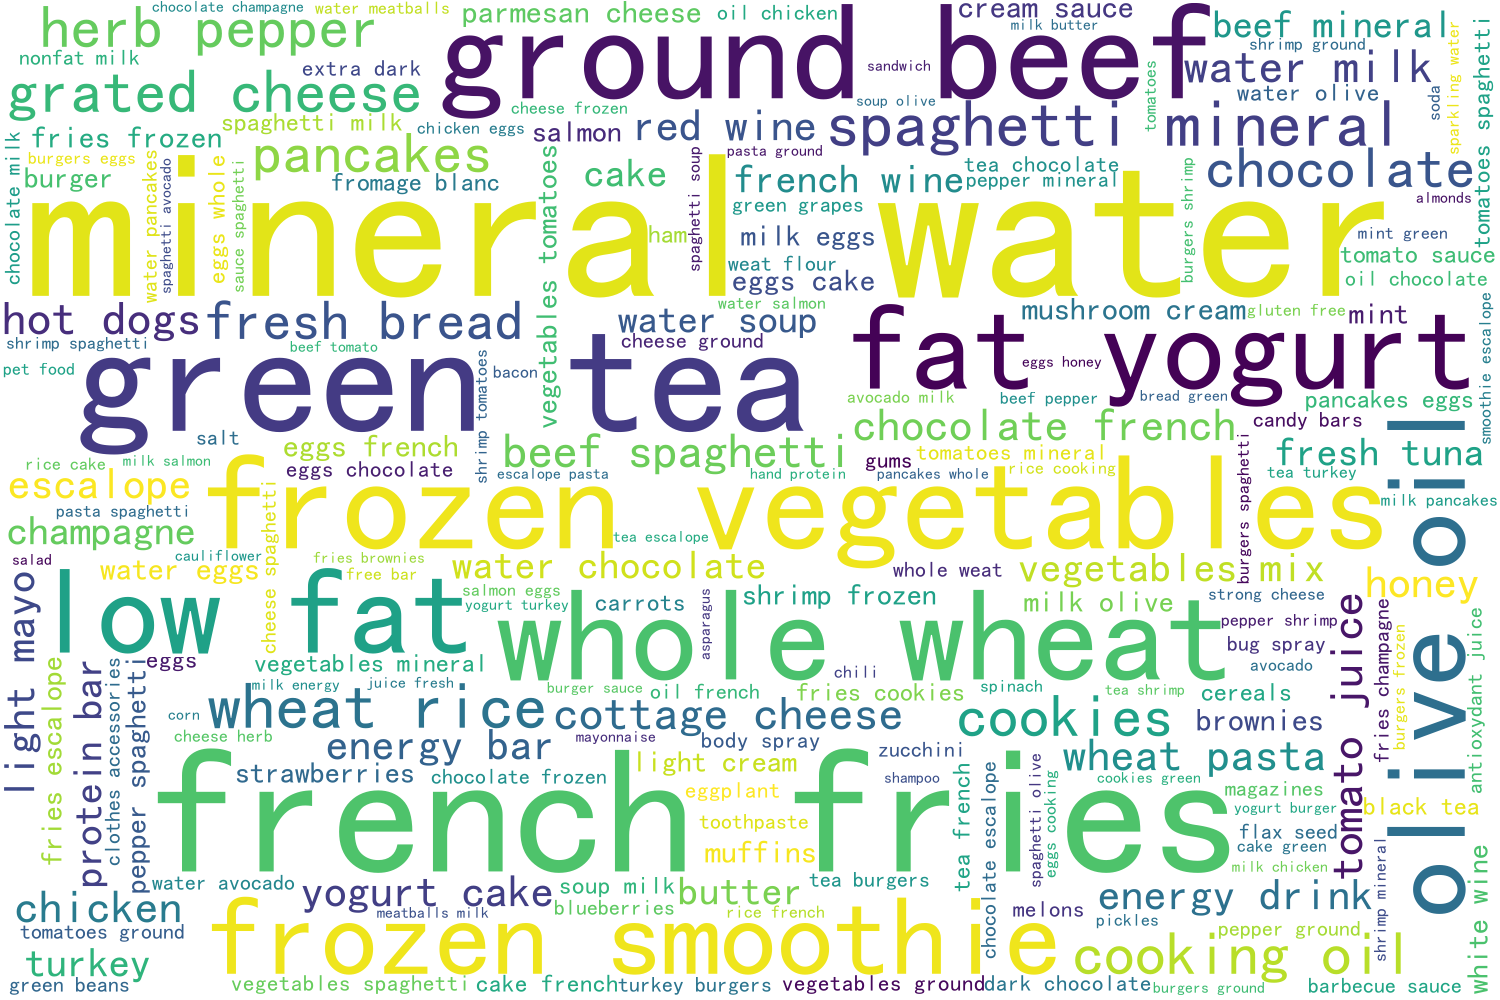 chocolate champagne
water meatballs
parmesan cheese
oil chicken
cream sauce
herb pepper
ground beef
milk butter
beef mineral
nonfat milk
extra dark
sandwich
shrimp ground
water milk
grated cheese
cheese frozen
soup olive
tomatoes
water olive
soda
sparkling water
tomatoes spaghetti
fries frozen
spaghetti milk
chicken eggs
salmon
red wine
spaghetti mineral
chocolate milk
burgers eggs
burger
pancakes
pasta ground
tea chocolate
chocolate
water pancakes
spaghetti avocado
eggs whole
sauce spaghetti
fromage blanc
vegetables tomatoes
cake
spaghetti soup
french wine
pepper mineral
burgers shrimp
almonds
mineral water
green grapes
ham
milk eggs
mint green
weat flour
tomato sauce
eggs cake
oil chocolate
hot dogs
fresh bread
water salmon
water soup
mushroom cream
gluten free
mint
smoothie escalope
shrimp spaghetti
beef tomato
cheese ground
fat yogurt
green tea
pet food
shrimp tomatoes
bacon
eggs honey
avocado milk
beef pepper
bread green
pancakes eggs
salt
eggs french
beef spaghetti
chocolate french
candy bars
rice cake
milk salmon
eggs chocolate
escalope pasta
hand protein
gums
tomatoes mineral
pancakes whole
rice cooking
burgers spaghetti
fresh tuna
tea turkey
escalope
frozen vegetables
milk pancakes
pasta spaghetti
champagne
cheese spaghetti
tea escalope
olive oil
salad
cauliflower
fries brownies
water eggs
free bar
water chocolate
whole weat
vegetables mix
honey
light mayo
low fat
salmon eggs
yogurt turkey
carrots
asparagus
shrimp frozen
milk olive
strong cheese
whole wheat
pepper shrimp
bug spray
tomato juice
fries champagne
burgers frozen
antioxydant juice
eggs
vegetables mineral
chili
avocado
fries escalope
protein bar
clothes accessories
pepper spaghetti
milk energy
juice fresh
burger sauce
oil french
fries cookies
spinach
tea shrimp
cereals
corn
wheat rice
cottage cheese
cookies
brownies
cheese herb
energy bar
mayonnaise
body spray
zucchini
wheat pasta
strawberries
chocolate frozen
light cream
shampoo
tea french
chocolate escalope
spaghetti olive
eggs cooking
cookies green
magazines
eggplant
yogurt burger
black tea
french fries
toothpaste
flax seed
muffins
cake green
milk chicken
shrimp mineral
white wine
water avocado
yogurt cake
soup milk
butter
tea burgers
energy drink
chicken
meatballs milk
blueberries
rice french
melons
pickles
tomatoes ground
frozen smoothie
pepper ground
turkey
cooking oil
green beans
vegetables spaghetti
cake french
turkey burgers
vegetables ground
dark chocolate
burgers ground
barbecue sauce